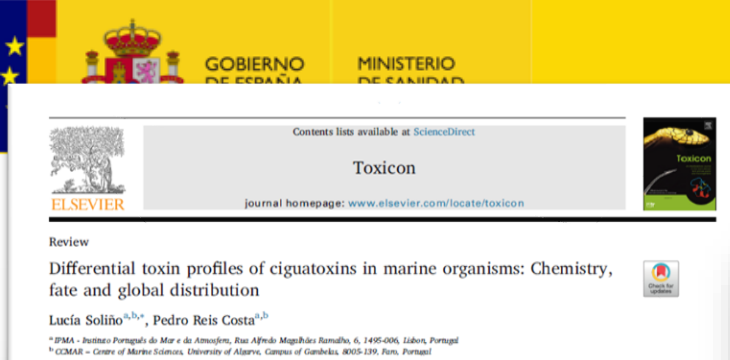 GOBIERNO
DE ESPAÑA
MINISTERIO
DE SANIDAD
Contents lists available at ScienceDirect
Toxicon
journal homepage: www.elsevier.com/locate/toxicon
ELSEVIER
Toxicon
Review
Differential toxin profiles of ciguatoxins in marine organisms: Chemistry,
fate and global distribution
Check for
updates
Lucía Soliño a,b,*, Pedro Reis Costa a,b
a IPMA - Instituto Português do Mar e da Atmosfera, Rua Alfredo Magalhães Ramalho, 6, 1495-006, Lisbon, Portugal
b CCMAR – Centre of Marine Sciences, University of Algarve, Campus of Gambelas, 8005-139, Faro, Portugal